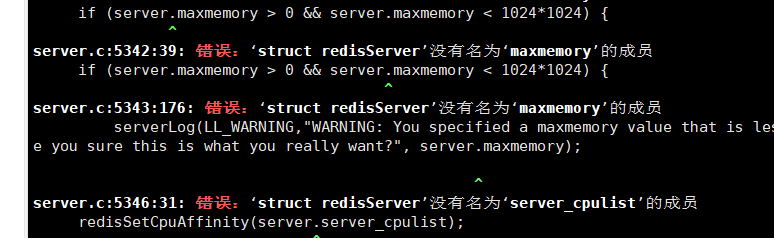 if (server.maxmemory > 0 && server.maxmemory < 1024*1024) {
^
server.c:5342:39: 错误：‘struct redisServer’没有名为‘maxmemory’的成员
if (server.maxmemory > 0 && server.maxmemory < 1024*1024) {
^
server.c:5343:176: 错误：‘struct redisServer’没有名为‘maxmemory’的成员
serverLog(LL_WARNING,"WARNING: You specified a maxmemory value that is les
e you sure this is what you really want?", server.maxmemory);
^
server.c:5346:31: 错误：‘struct redisServer’没有名为‘server_cpulist’的成员
redisSetCpuAffinity(server.server_cpulist);
^